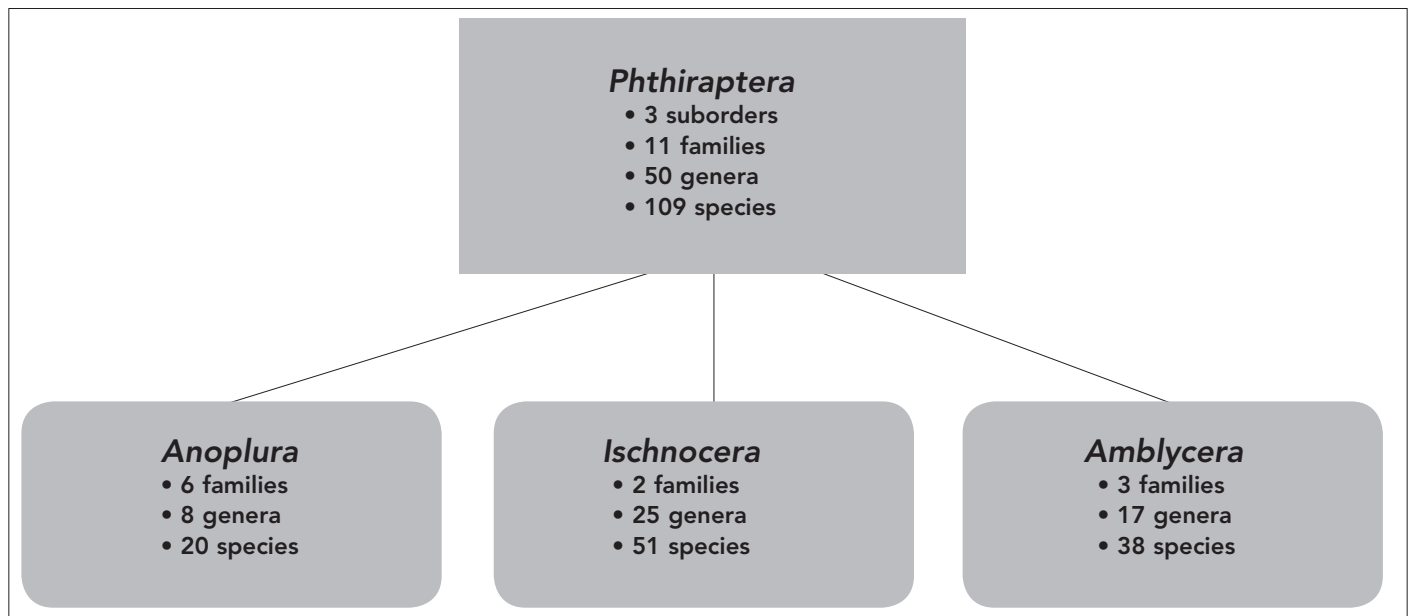 Phthiraptera
• 3 suborders
• 11 families
• 50 genera
• 109 species
Anoplura
• 6 families
• 8 genera
• 20 species
Ischnocera
• 2 families
• 25 genera
• 51 species
Amblycera
• 3 families
• 17 genera
• 38 species